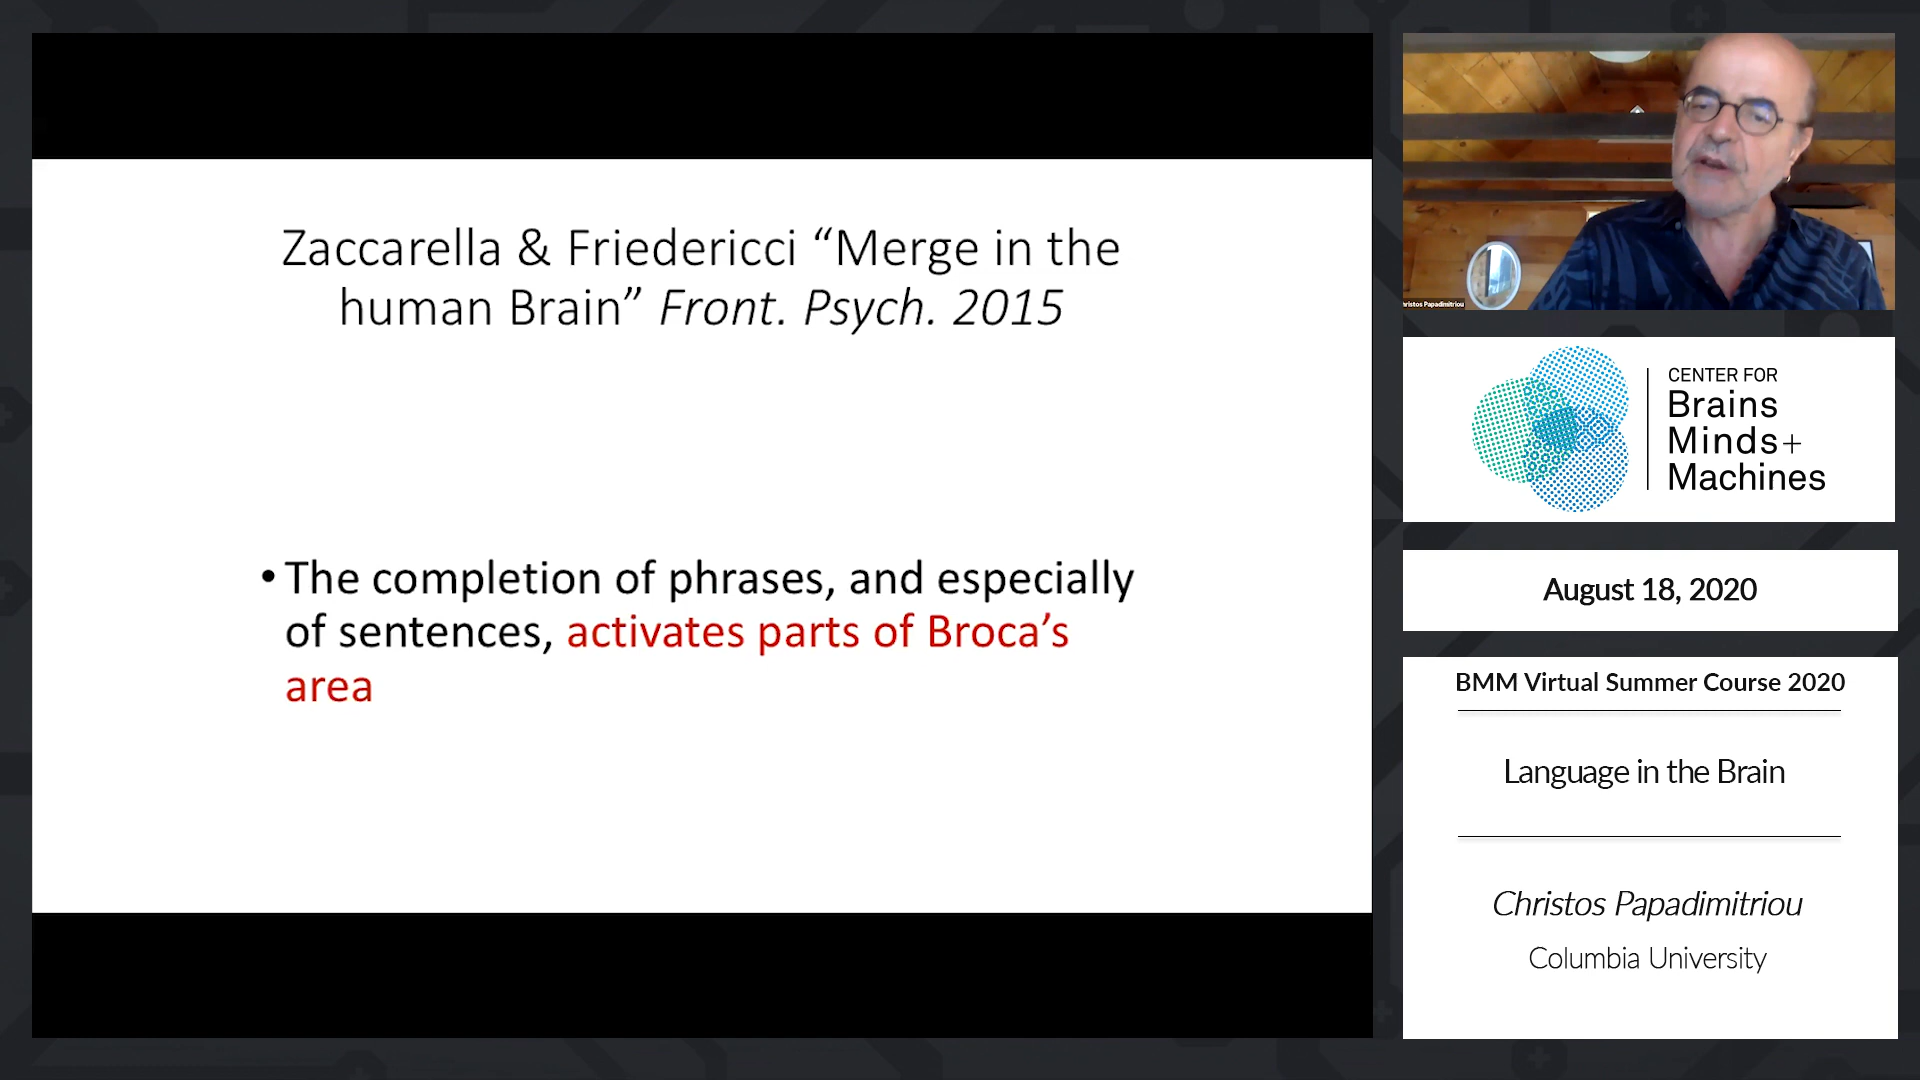 Zaccarella & Friedericci “Merge in the
human Brain” Front. Psych. 2015
• The completion of phrases, and especially
of sentences, activates parts of Broca’s
area
Christos Papadimitriou
CENTER FOR
Brains
Minds+
Machines
August 18, 2020
BMM Virtual Summer Course 2020
Language in the Brain
Christos Papadimitriou
Columbia University